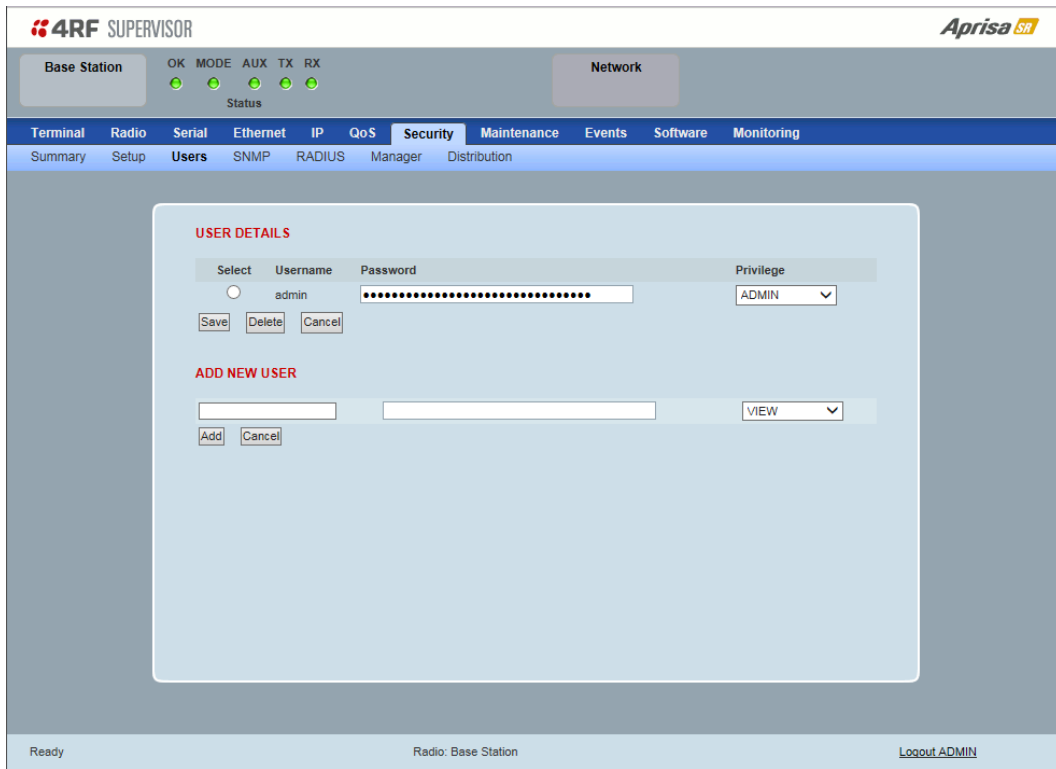 4RF SUPERVISOR
Aprisa SR
Base Station
OK MODE AUX TX RX
Status
Network
Terminal Radio Serial Ethernet IP QoS Security Maintenance Events Software Monitoring
Summary Setup Users SNMP RADIUS Manager Distribution
USER DETAILS
Select Username Password Privilege
admin ●●●●●●●●●●●●●●●●●●●●●●●●●●●●●●●● ADMIN
Save Delete Cancel
ADD NEW USER
VIEW
Add Cancel
Ready Radio: Base Station Logout ADMIN